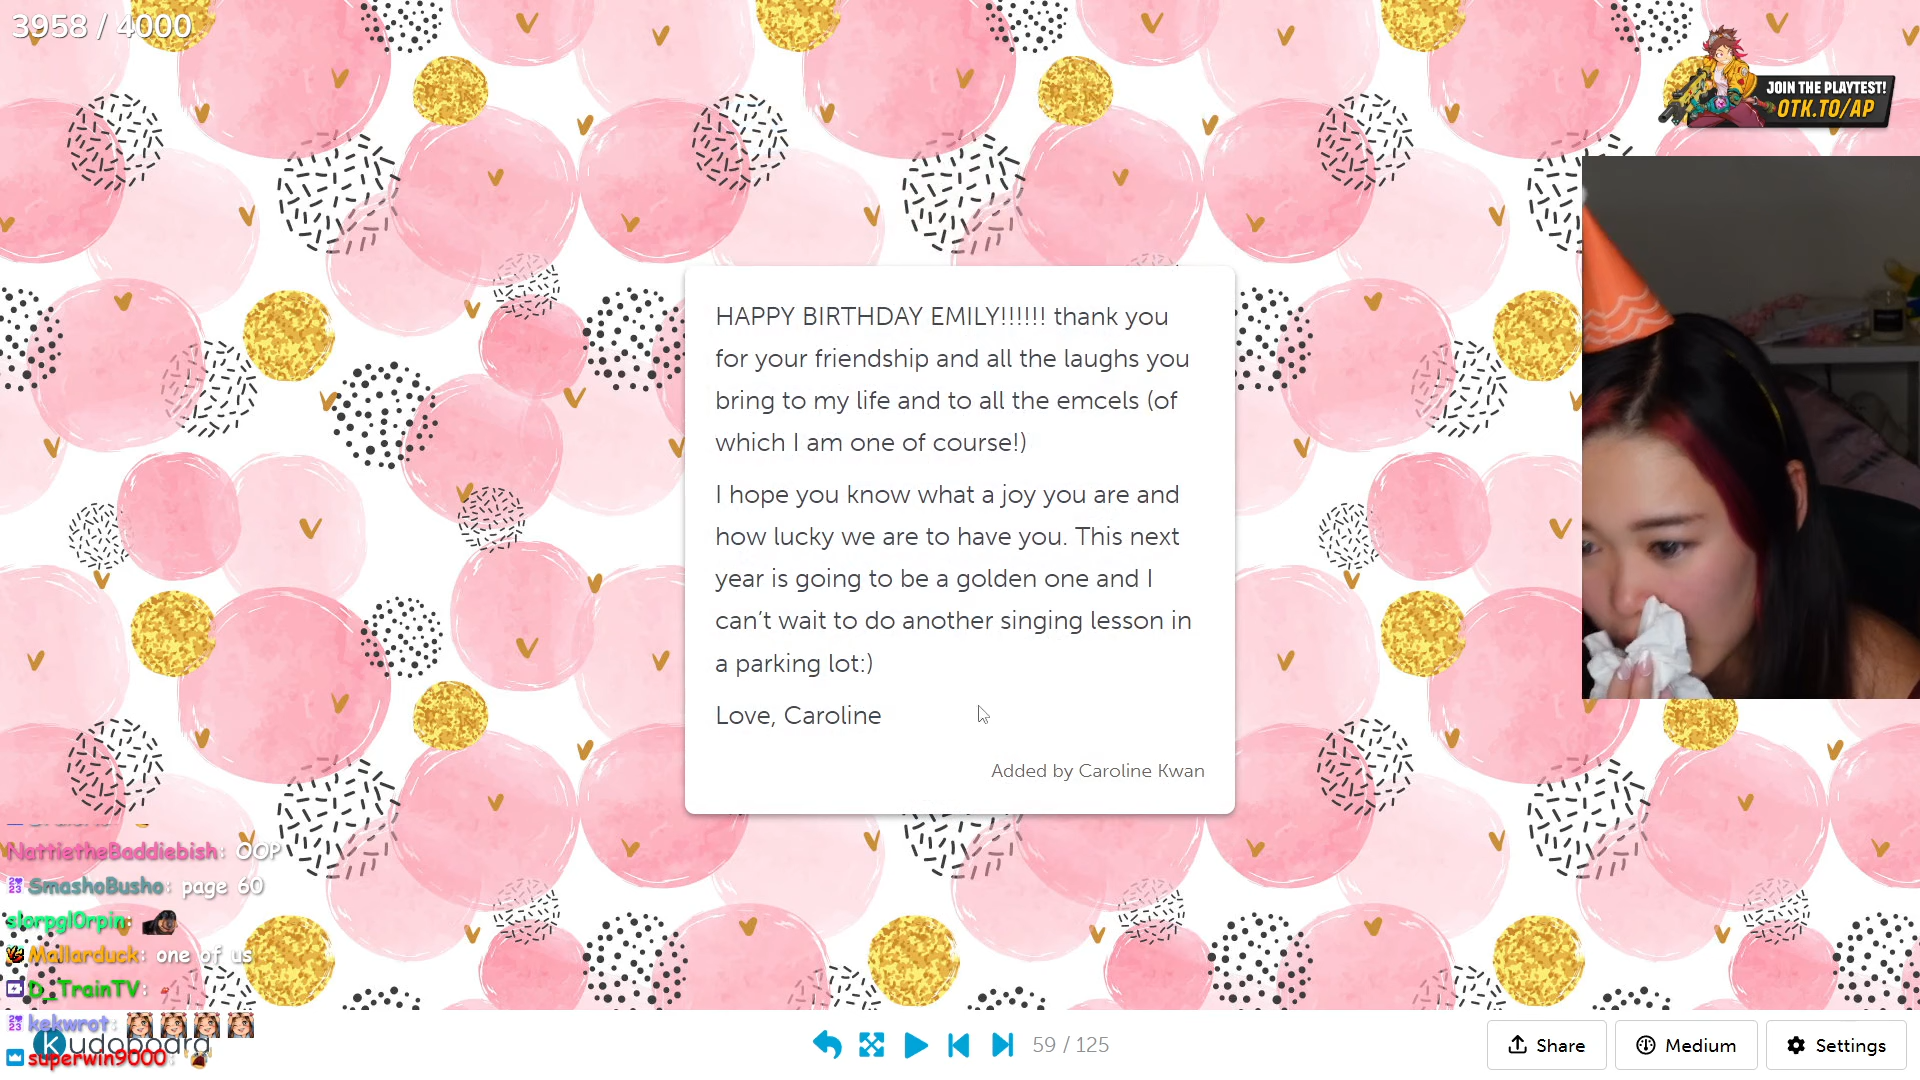 3958 / 4000
JOIN THE PLAYTEST!
OTK.TO/AP
HAPPY BIRTHDAY EMILY!!!!!! thank you
for your friendship and all the laughs you
bring to my life and to all the emcels (of
which I am one of course!)
I hope you know what a joy you are and
how lucky we are to have you. This next
year is going to be a golden one and I
can’t wait to do another singing lesson in
a parking lot:)
Love, Caroline
Added by Caroline Kwan
NattietheBaddiebish: OOP
SmashoBusho: page 60
slorpgl0rpin:
Mallarduck: one of us
D_TrainTV:
kekwrot:
kudoboard
superwin9000:
59 / 125
Share
Medium
Settings